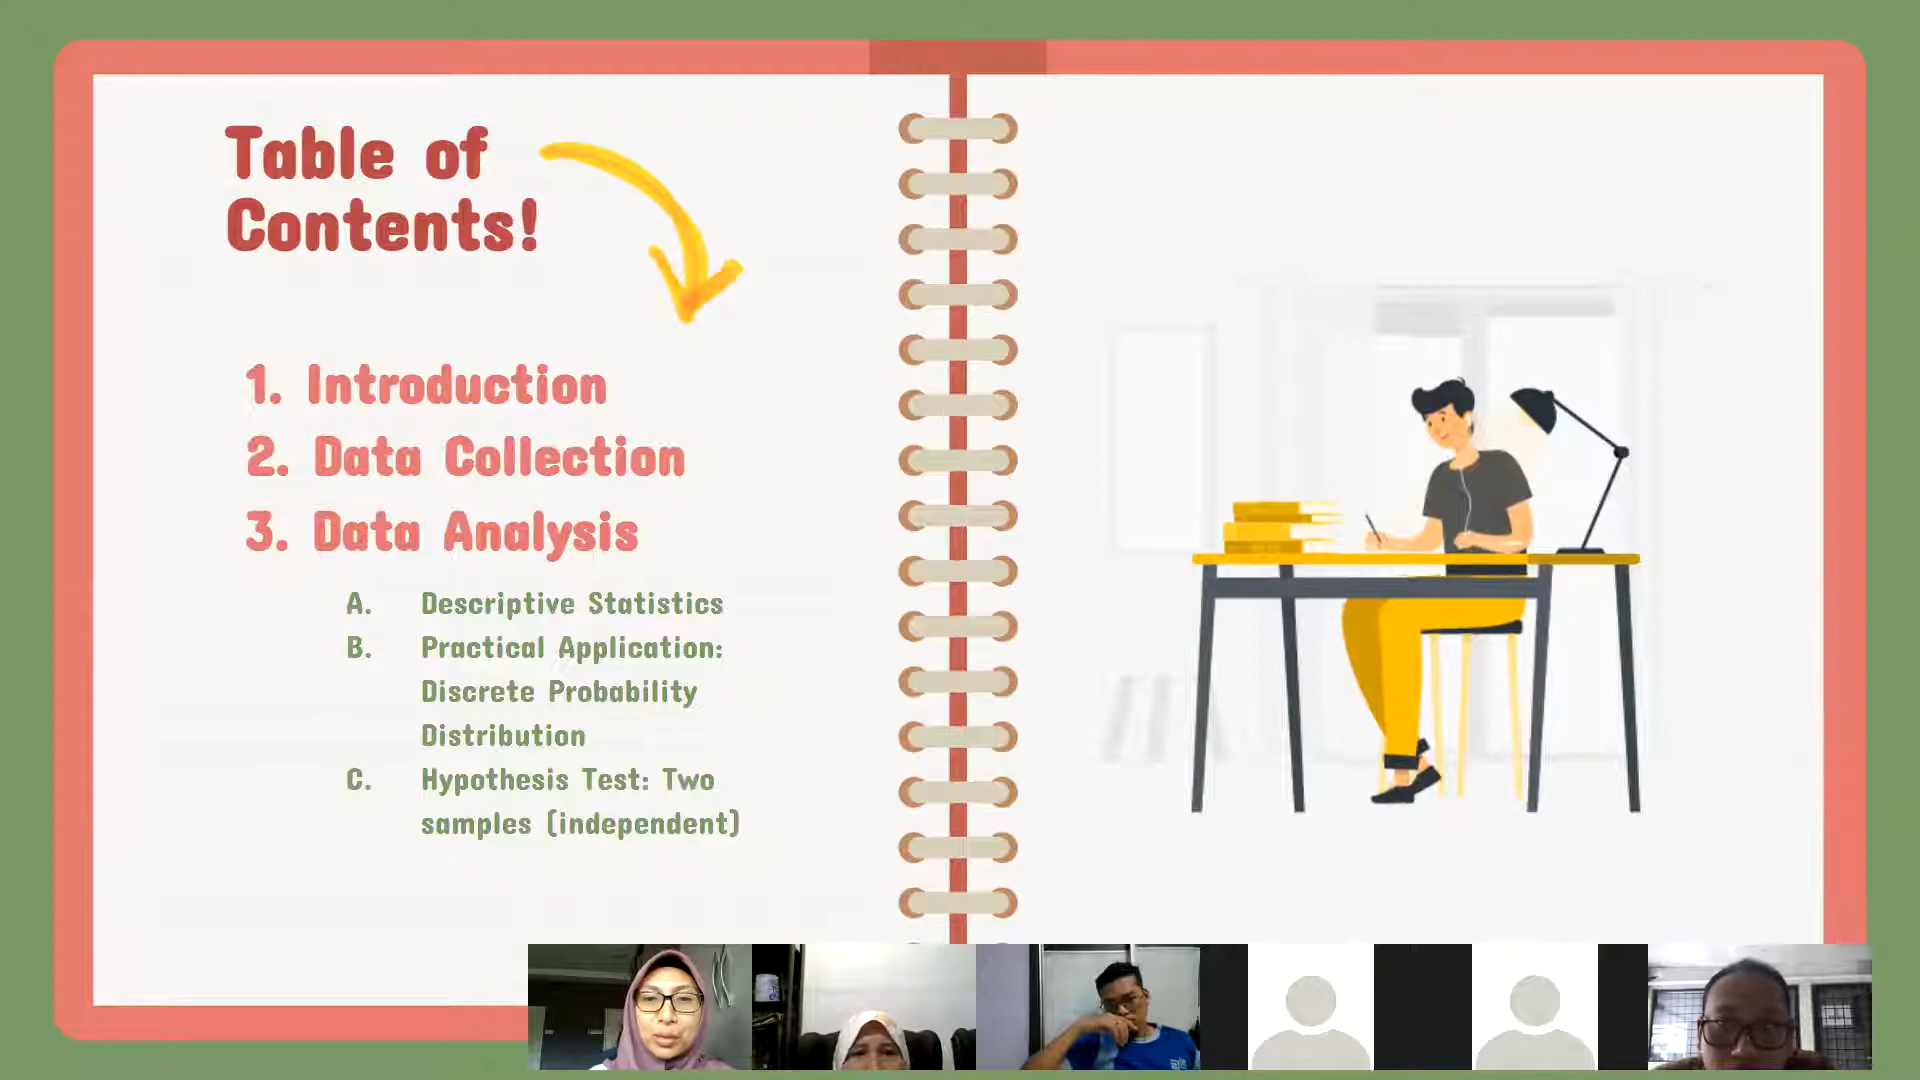 Table of
Contents!
1. Introduction
2. Data Collection
3. Data Analysis
A. Descriptive Statistics
B. Practical Application:
Discrete Probability
Distribution
C. Hypothesis Test: Two
samples (independent)